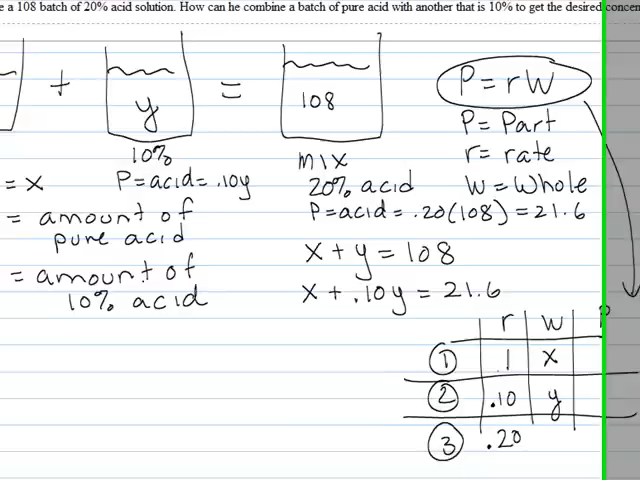 e a 108 batch of 20% acid solution. How can he combine a batch of pure acid with another that is 10% to get the desired concen
+ y = 108
10%
MIX
P = rW
P = Part
r = rate
W = Whole
= x
P = acid = .10y
20% acid
P = acid = .20(108) = 21.6
= amount of
pure acid
= amount of
10% acid
x + y = 108
x + .10y = 21.6
r W P
① 1 x
② .10 y
③ .20